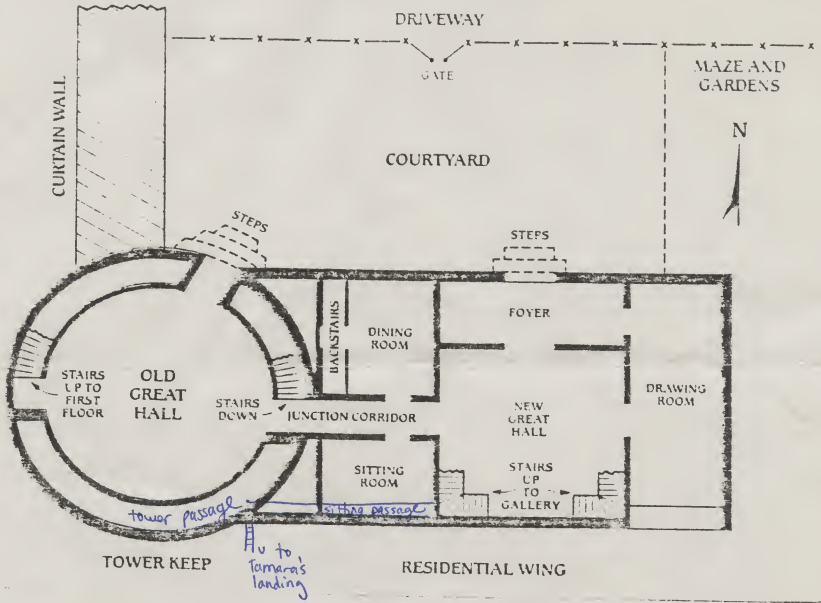 DRIVEWAY
GATE
MAZE AND
GARDENS
N
CURTAIN WALL
COURTYARD
STEPS
STEPS
BACKSTAIRS
DINING
ROOM
FOYER
STAIRS
UP TO
FIRST
FLOOR
OLD
GREAT
HALL
STAIRS
DOWN
JUNCTION CORRIDOR
NEW
GREAT
HALL
DRAWING
ROOM
SITTING
ROOM
STAIRS
UP
TO
GALLERY
tower passage
sitting passage
TOWER KEEP
to
Tamara's
landing
RESIDENTIAL WING